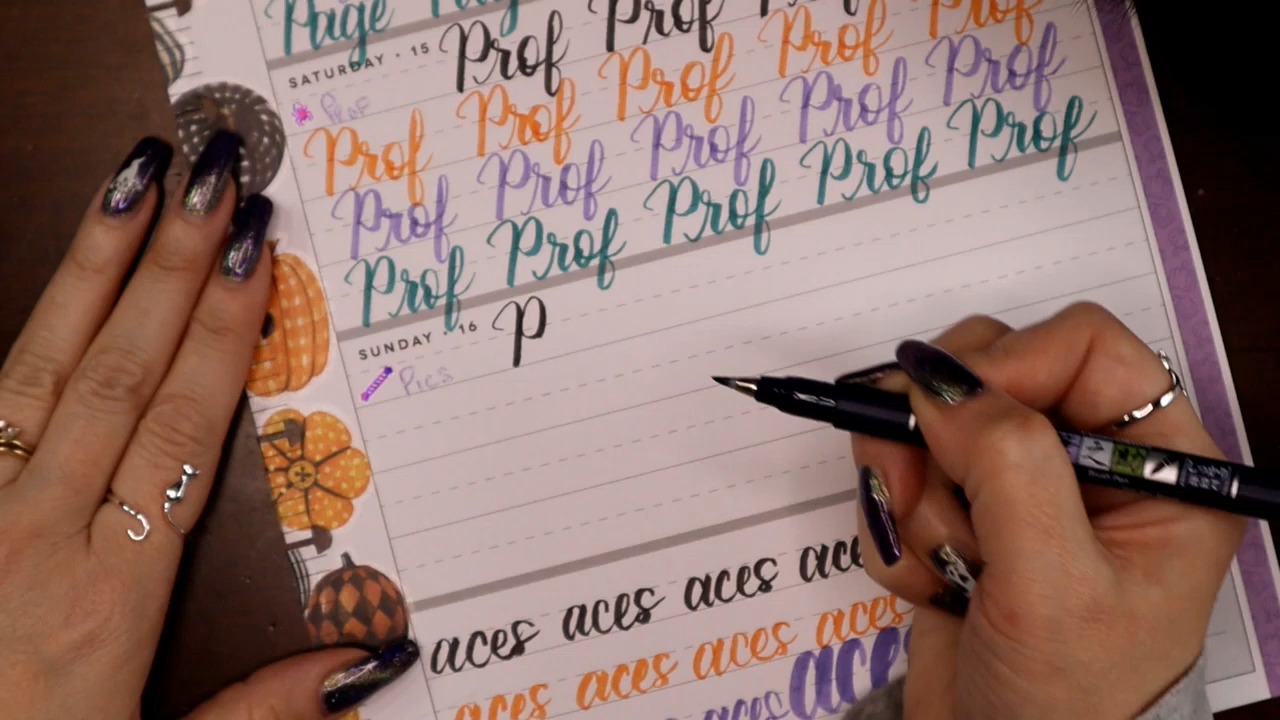 Page
SATURDAY · 15 Prof Prof
Prof
Prof Prof Prof Prof Prof
Prof Prof Prof Prof Prof
Prof Prof Prof Prof Prof
SUNDAY · 16 P
Pics
aces aces aces
aces aces aces aces
aces aces